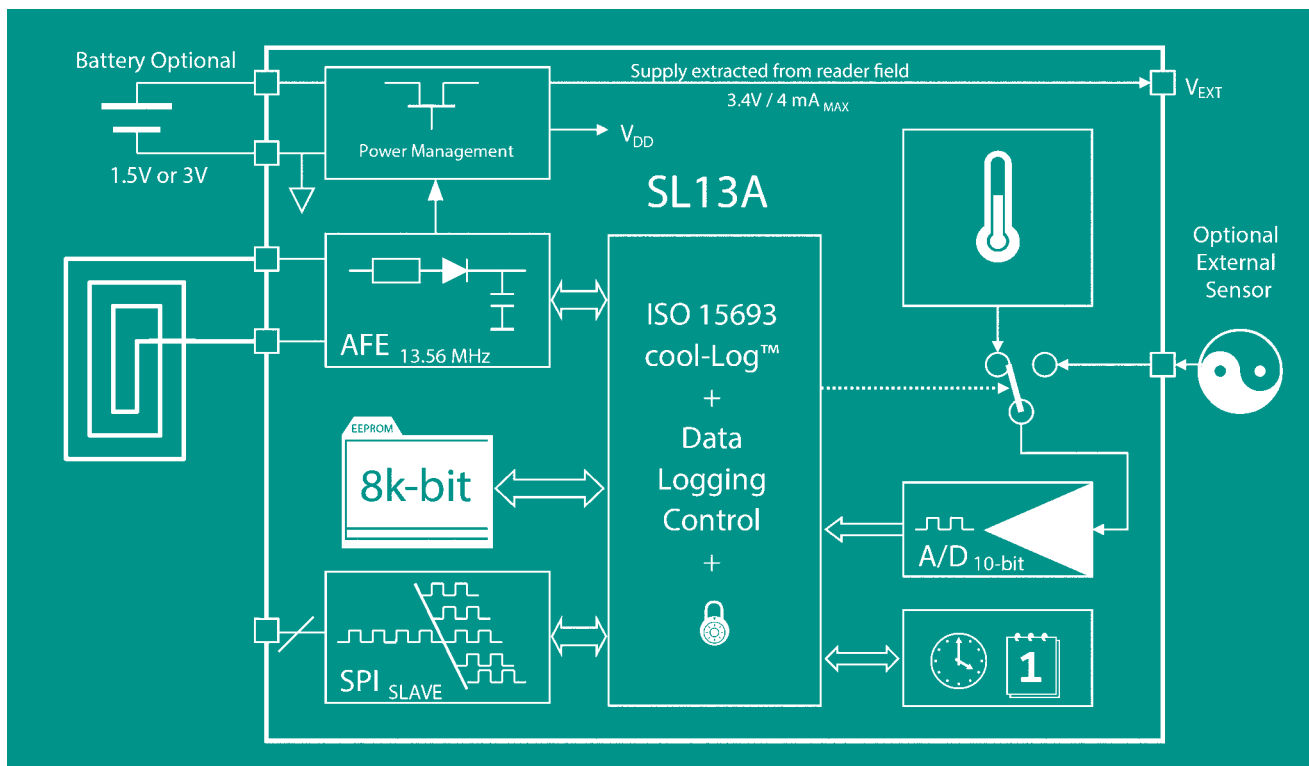 Battery Optional
1.5V or 3V
Power Management
Supply extracted from reader field
3.4V / 4 mA MAX
VEXT
VDD
SL13A
AFE 13.56 MHz
ISO 15693
cool-Log™
+
Data
Logging
Control
+
Optional
External
Sensor
EEPROM
8k-bit
A/D 10-bit
SPI SLAVE
1